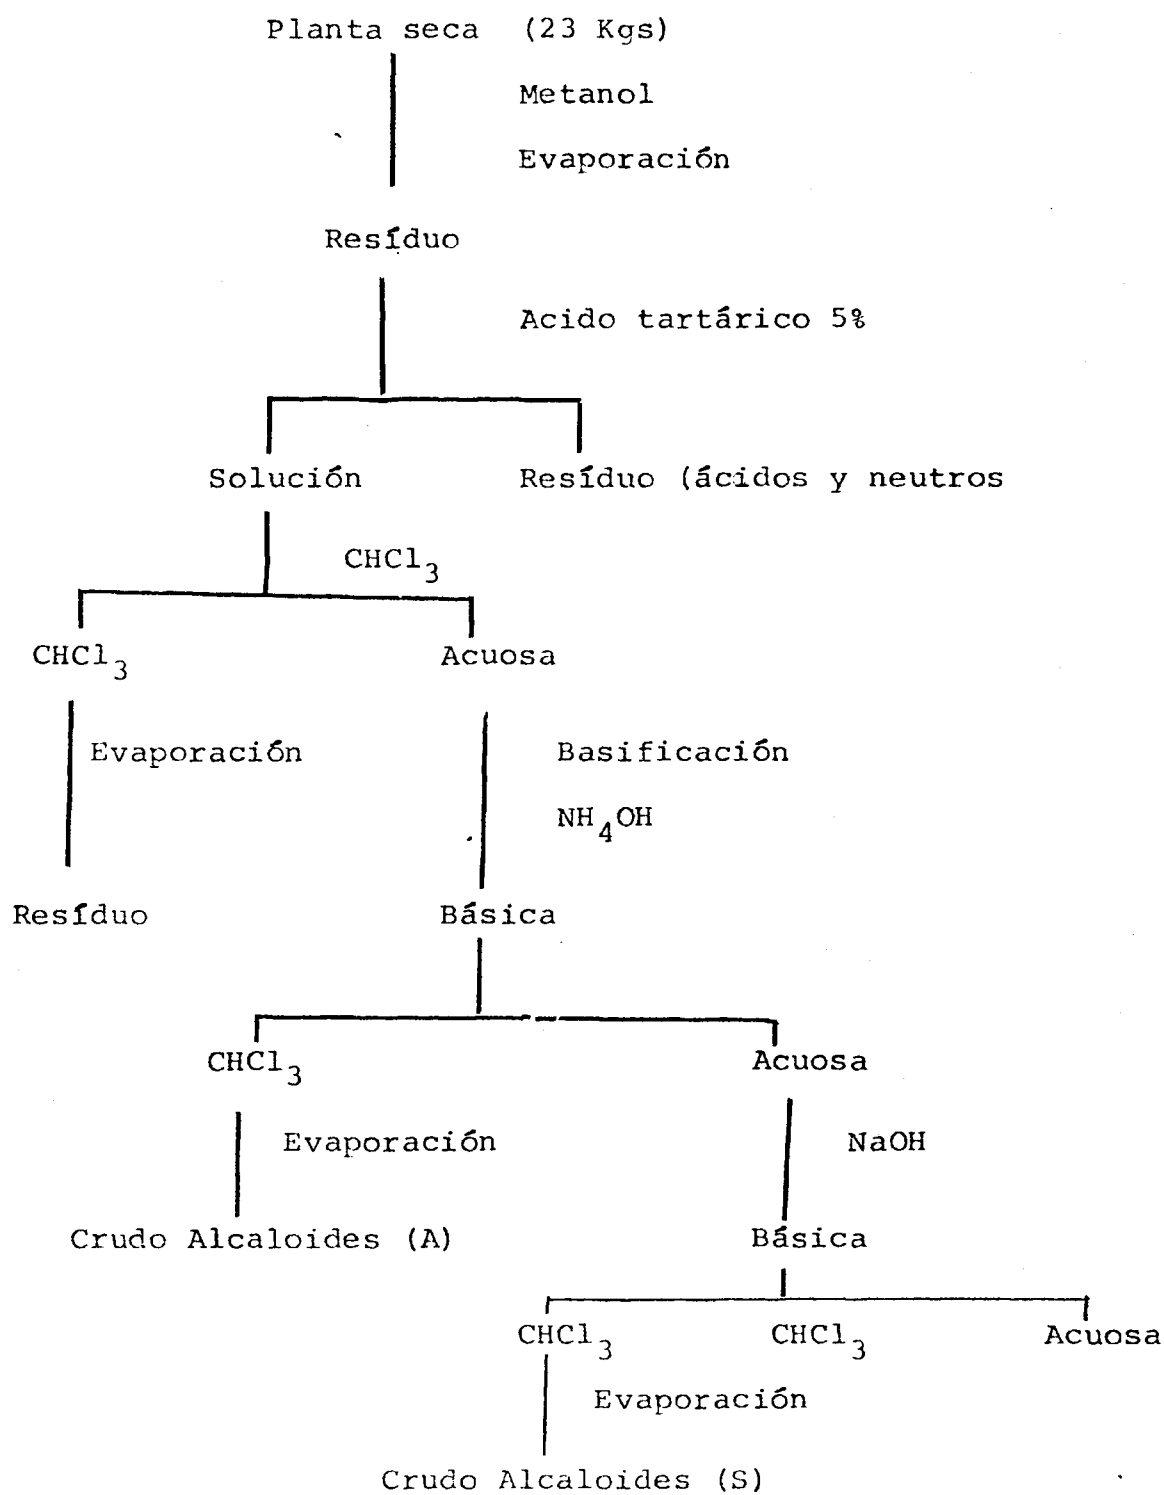 Planta seca (23 Kgs)
Metanol
Evaporación
Resíduo
Acido tartárico 5%
Solución Resíduo (ácidos y neutros
CHCl3
CHCl3 Acuosa
Evaporación Basificación
NH4OH
Resíduo Básica
CHCl3 Acuosa
Evaporación NaOH
Crudo Alcaloides (A) Básica
CHCl3 CHCl3 Acuosa
Evaporación
Crudo Alcaloides (S)